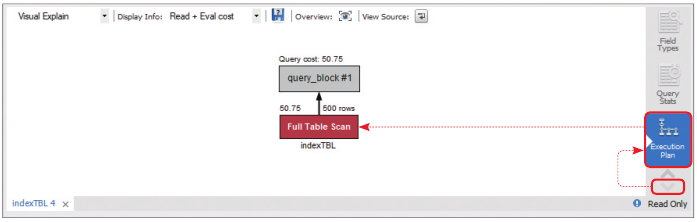 Visual Explain Display Info: Read + Eval cost Overview: View Source:
Query cost: 50.75
query_block #1
50.75 500 rows
Full Table Scan
indexTBL
Field
Types
Query
Stats
Execution
Plan
indexTBL 4 × Read Only